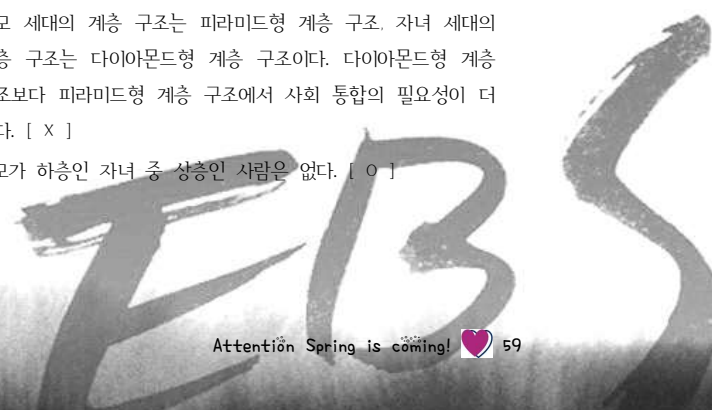 모 세대의 계층 구조는 피라미드형 계층 구조, 자녀 세대의
층 구조는 다이아몬드형 계층 구조이다. 다이아몬드형 계층
조보다 피라미드형 계층 구조에서 사회 통합의 필요성이 더
다. [ X ]
모가 하층인 자녀 중 상층인 사람은 없다. [ O ]
EBS
Attention Spring is coming! 59